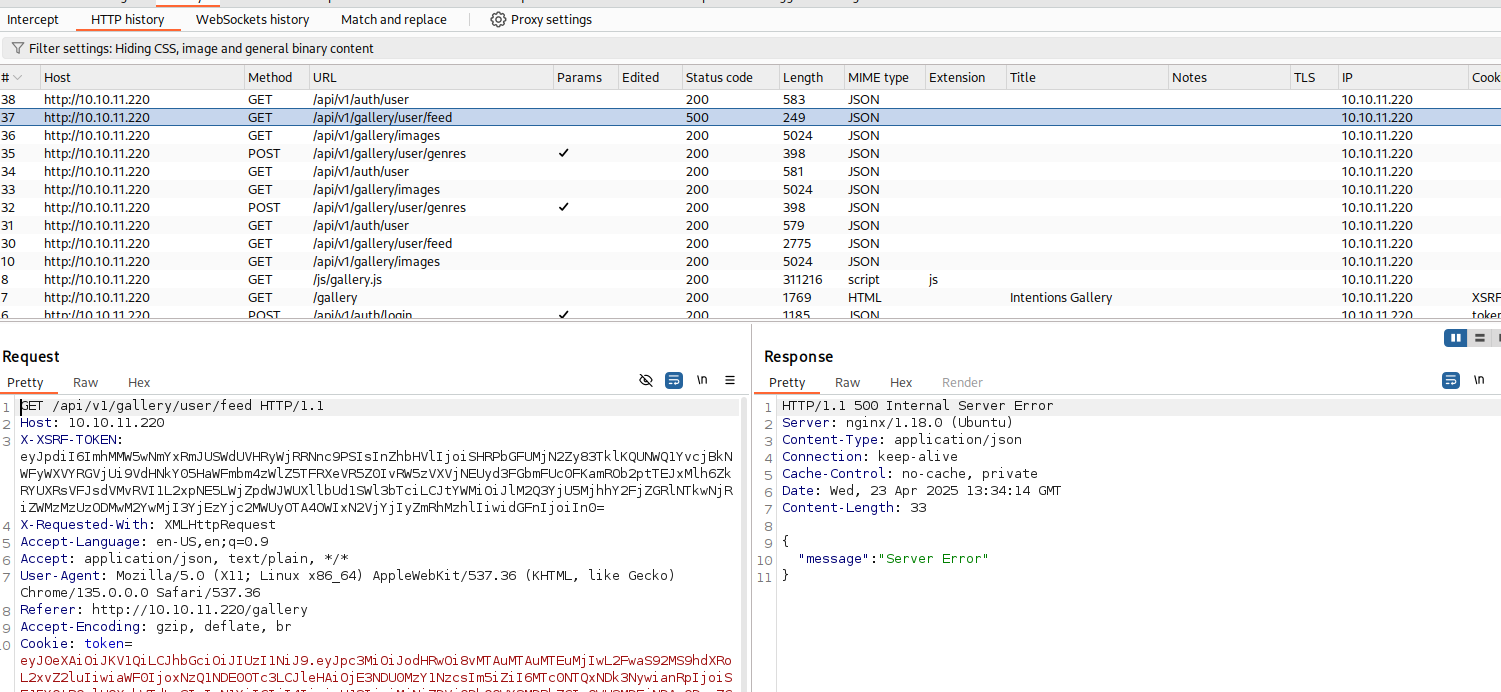 Intercept HTTP history WebSockets history Match and replace Proxy settings
Filter settings: Hiding CSS, image and general binary content
# Host Method URL Params Edited Status code Length MIME type Extension Title Notes TLS IP Cook
38 http://10.10.11.220 GET /api/v1/auth/user 200 583 JSON 10.10.11.220
37 http://10.10.11.220 GET /api/v1/gallery/user/feed 500 249 JSON 10.10.11.220
36 http://10.10.11.220 GET /api/v1/gallery/images 200 5024 JSON 10.10.11.220
35 http://10.10.11.220 POST /api/v1/gallery/user/genres ✓ 200 398 JSON 10.10.11.220
34 http://10.10.11.220 GET /api/v1/auth/user 200 581 JSON 10.10.11.220
33 http://10.10.11.220 GET /api/v1/gallery/images 200 5024 JSON 10.10.11.220
32 http://10.10.11.220 POST /api/v1/gallery/user/genres ✓ 200 398 JSON 10.10.11.220
31 http://10.10.11.220 GET /api/v1/auth/user 200 579 JSON 10.10.11.220
30 http://10.10.11.220 GET /api/v1/gallery/user/feed 200 2775 JSON 10.10.11.220
10 http://10.10.11.220 GET /api/v1/gallery/images 200 5024 JSON 10.10.11.220
8 http://10.10.11.220 GET /js/gallery.js 200 311216 script js 10.10.11.220
7 http://10.10.11.220 GET /gallery 200 1769 HTML Intentions Gallery 10.10.11.220 XSRF
6 http://10.10.11.220 POST /api/v1/auth/login ✓ 200 1185 JSON 10.10.11.220 token
Request
Pretty Raw Hex \n
1 GET /api/v1/gallery/user/feed HTTP/1.1
2 Host: 10.10.11.220
3 X-XSRF-TOKEN:
4 X-Requested-With: XMLHttpRequest
5 Accept-Language: en-US,en;q=0.9
6 Accept: application/json, text/plain, */*
7 User-Agent: Mozilla/5.0 (X11; Linux x86_64) AppleWebKit/537.36 (KHTML, like Gecko)
Chrome/135.0.0.0 Safari/537.36
8 Referer: http://10.10.11.220/gallery
9 Accept-Encoding: gzip, deflate, br
0 Cookie: token=
Response
Pretty Raw Hex Render \n
1 HTTP/1.1 500 Internal Server Error
2 Server: nginx/1.18.0 (Ubuntu)
3 Content-Type: application/json
4 Connection: keep-alive
5 Cache-Control: no-cache, private
6 Date: Wed, 23 Apr 2025 13:34:14 GMT
7 Content-Length: 33
8
9 {
10 "message":"Server Error"
11 }